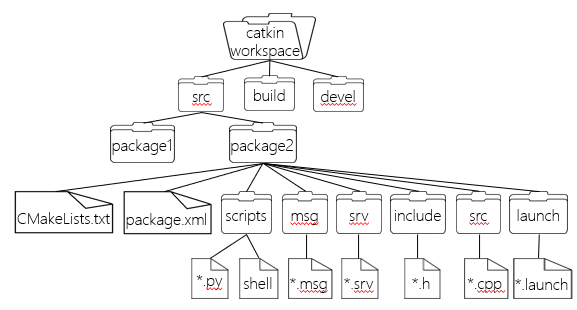 catkin
workspace
src
build
devel
package1
package2
CMakeLists.txt
package.xml
scripts
msg
srv
include
src
launch
*.py
shell
*.msg
*.srv
*.h
*.cpp
*.launch